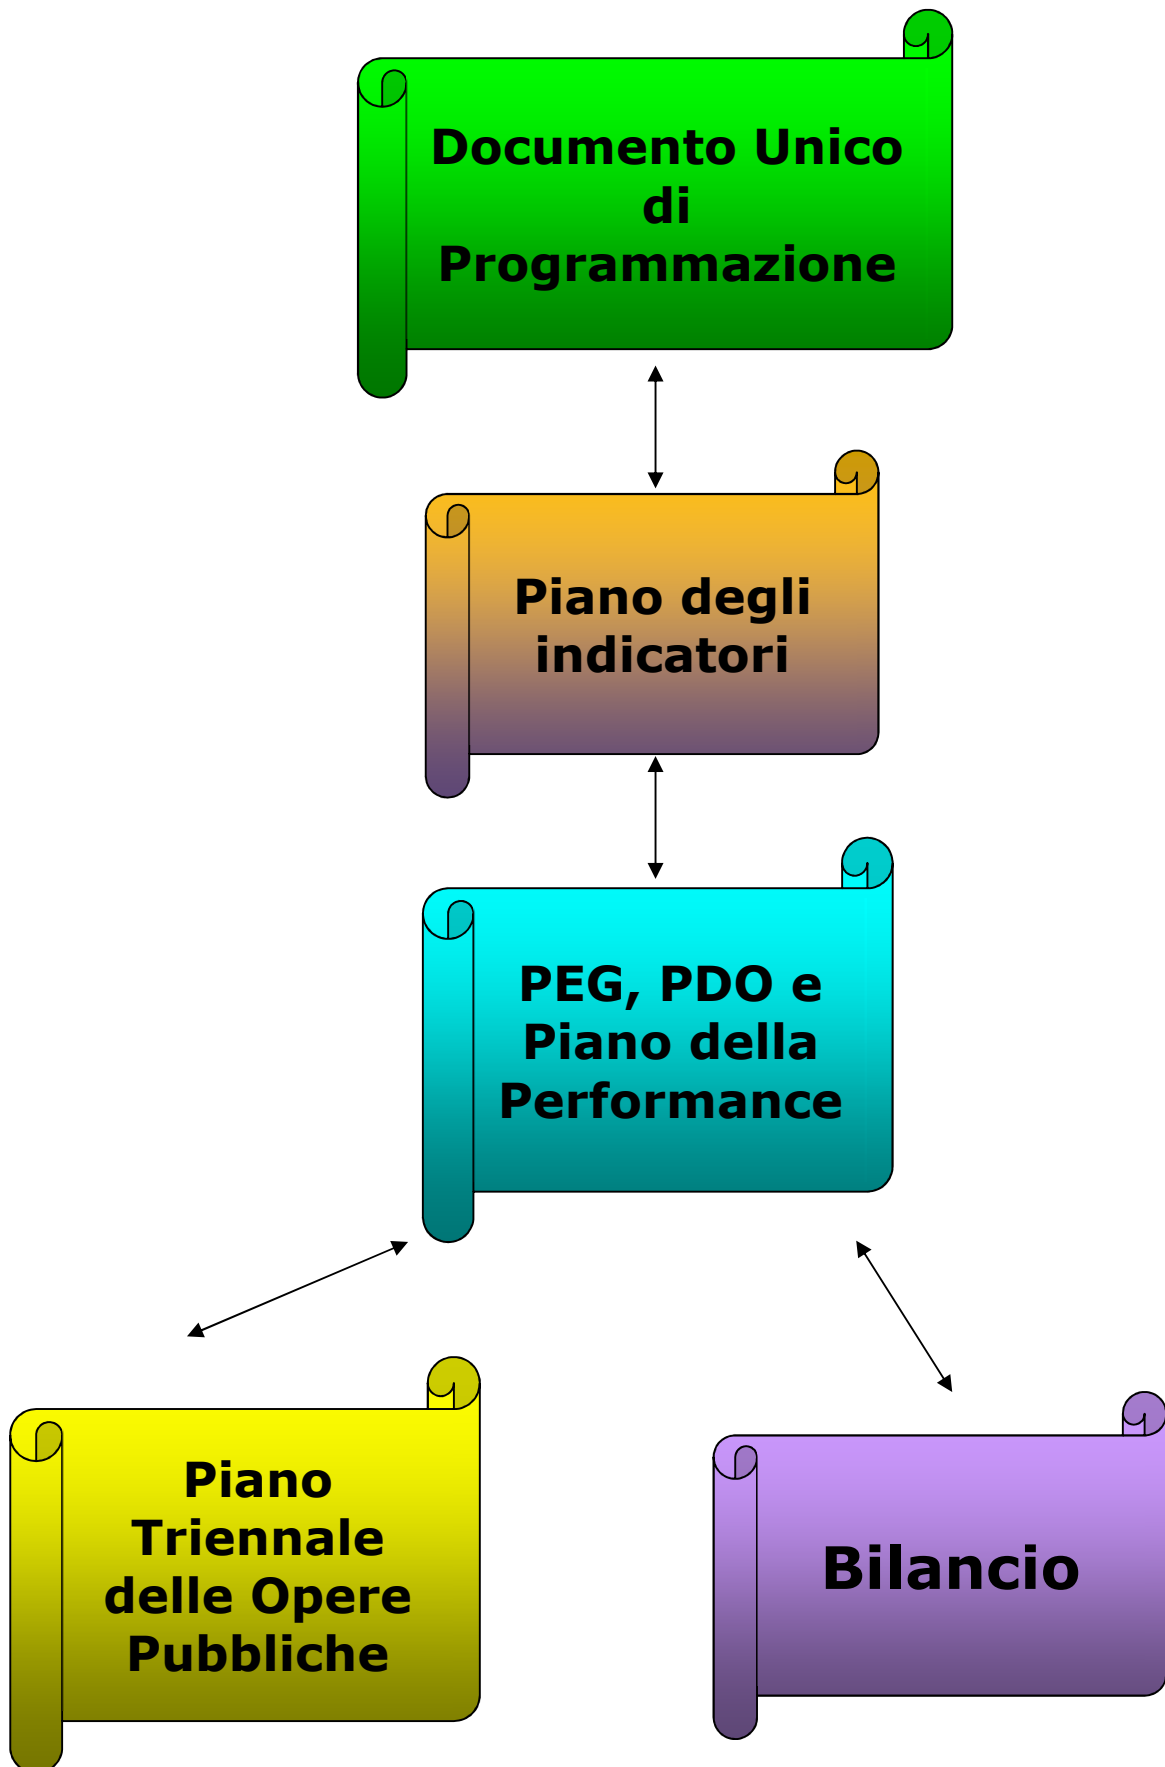 Documento Unico
di
Programmazione
Piano degli
indicatori
PEG, PDO e
Piano della
Performance
Piano
Triennale
delle Opere
Pubbliche
Bilancio